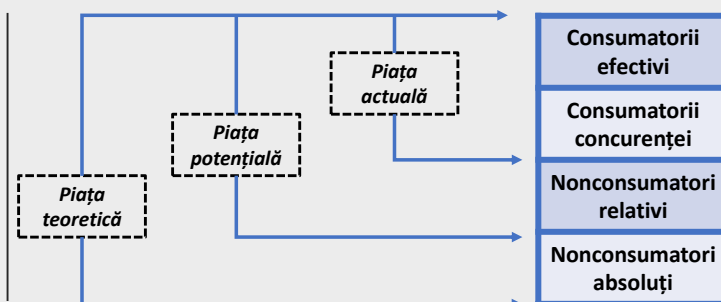 Piața
actuală
Piața
potențială
Piața
teoretică
Consumatorii
efectivi
Consumatorii
concurenței
Nonconsumatori
relativi
Nonconsumatori
absoluți